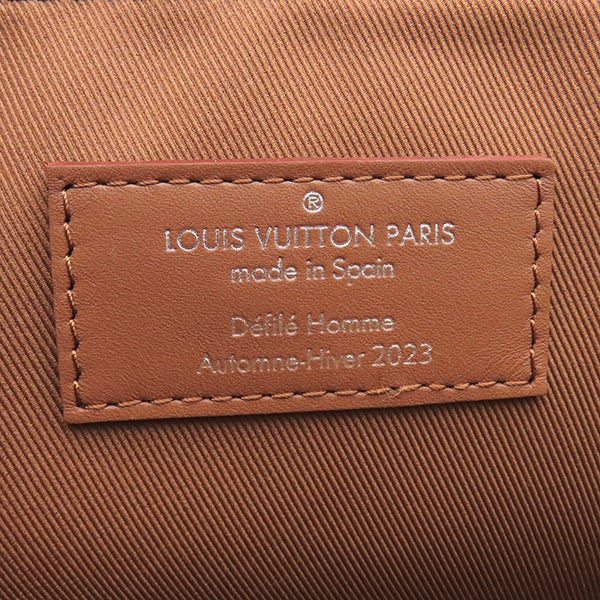 ®
LOUIS VUITTON PARIS
made in Spain
Défilé Homme
Automne-Hiver 2023